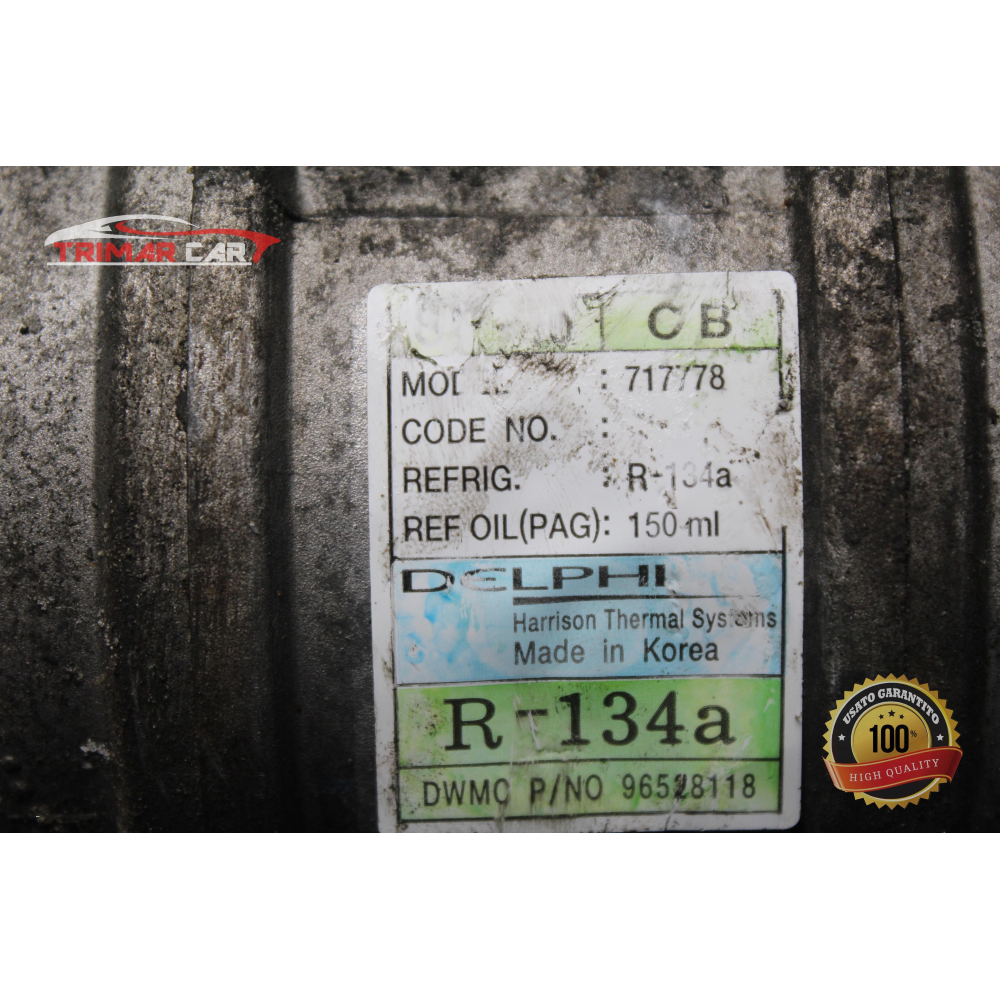 TRIMAR CAR
CB
: 717778
CODE NO. :
REFRIG. : R-134a
REF OIL(PAG): 150 ml
DELPHI
Harrison Thermal Systems
Made in Korea
R-134a
DWMC P/NO 96528118
USATO GARANTITO
100%
HIGH QUALITY